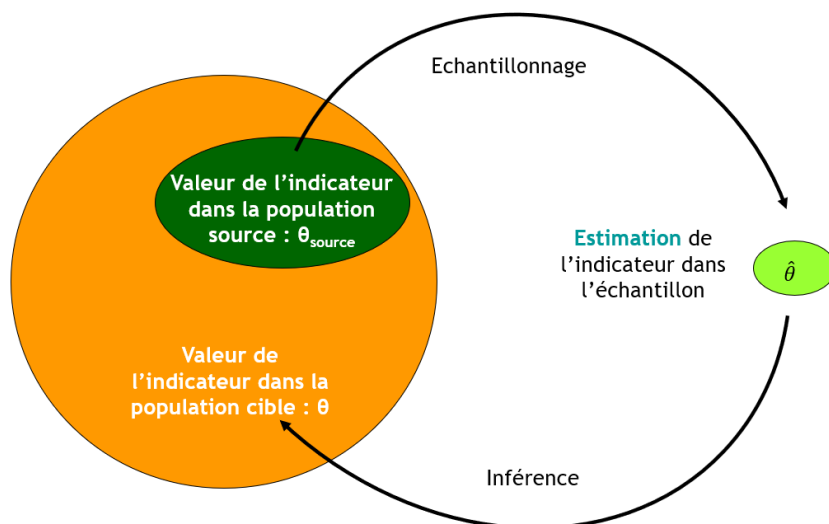 Echantillonnage
Valeur de l'indicateur
dans la population
source : θsource
Estimation de
l'indicateur dans
l'échantillon
θ̂
Valeur de
l'indicateur dans la
population cible : θ
Inférence